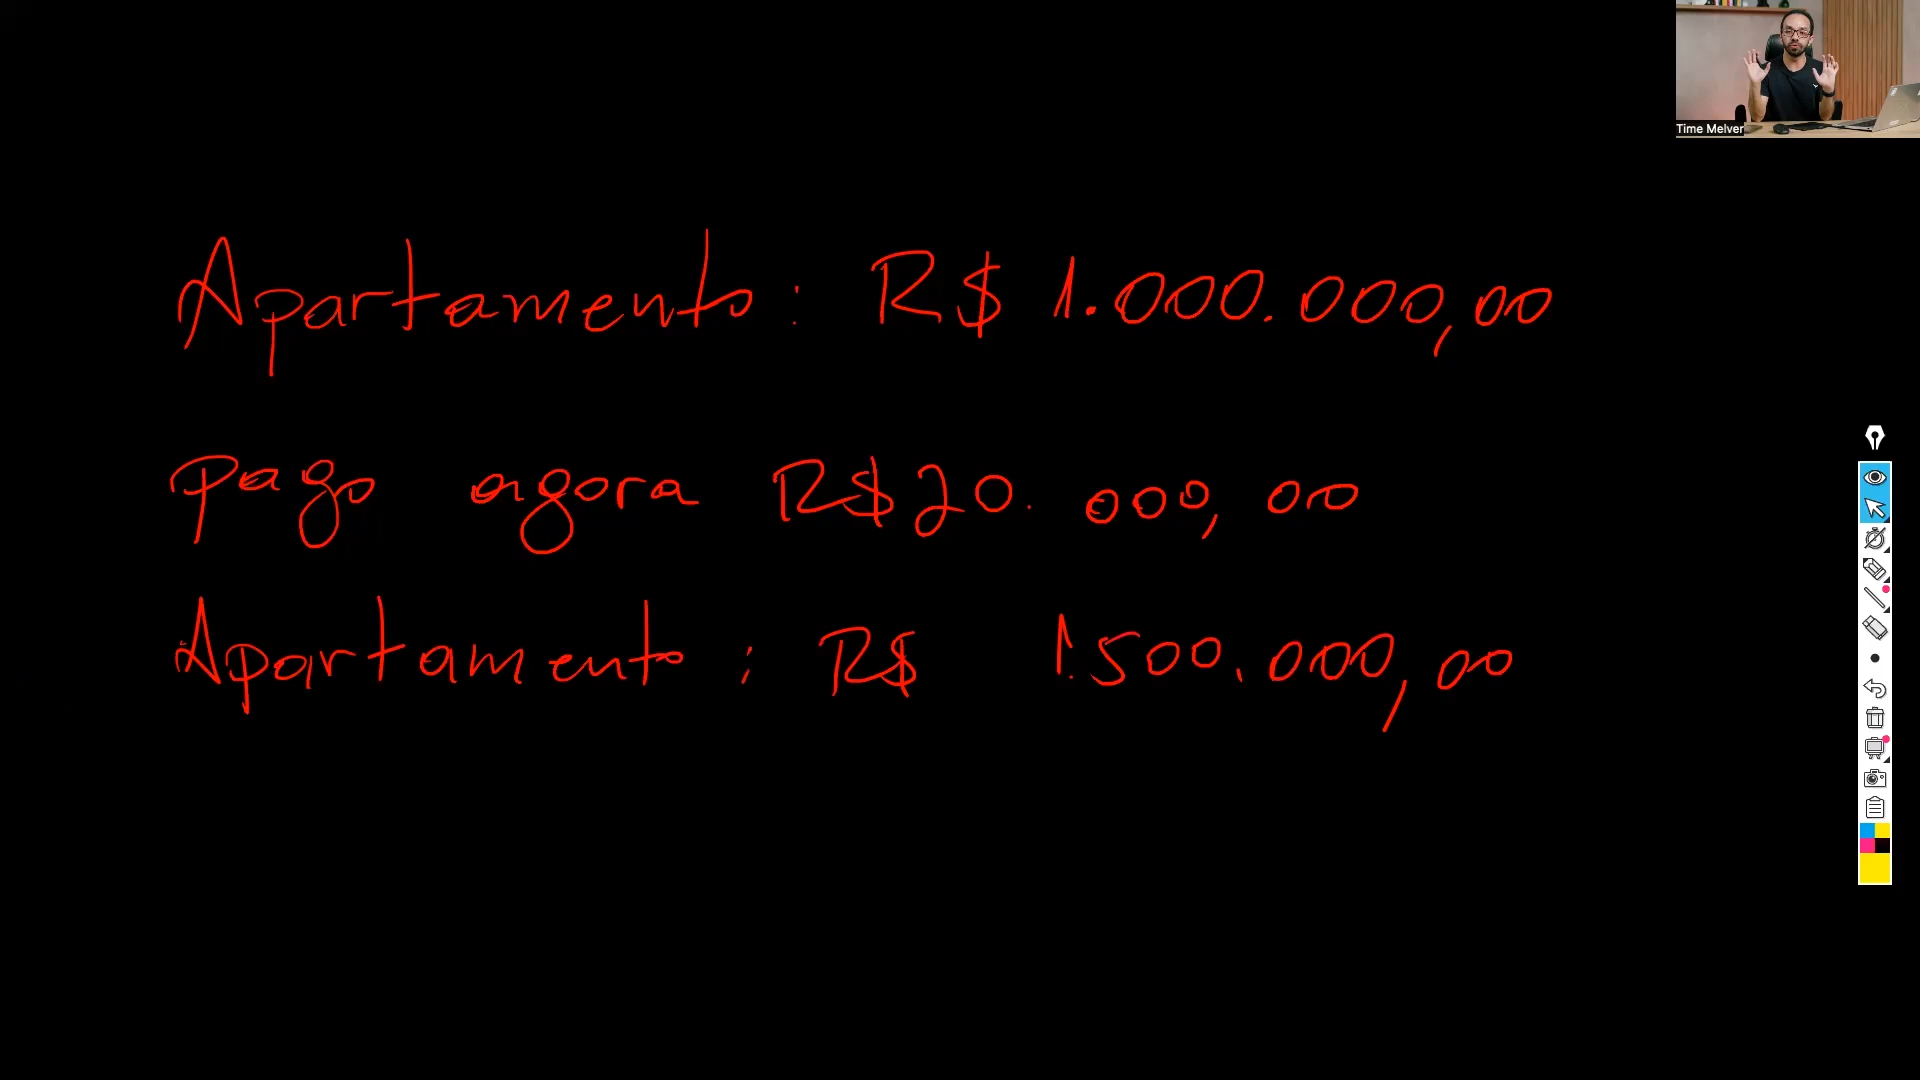 Time Melver
Apartamento: R$ 1.000.000,00
Pago agora R$20.000,00
Apartamento: R$ 1.500.000,00